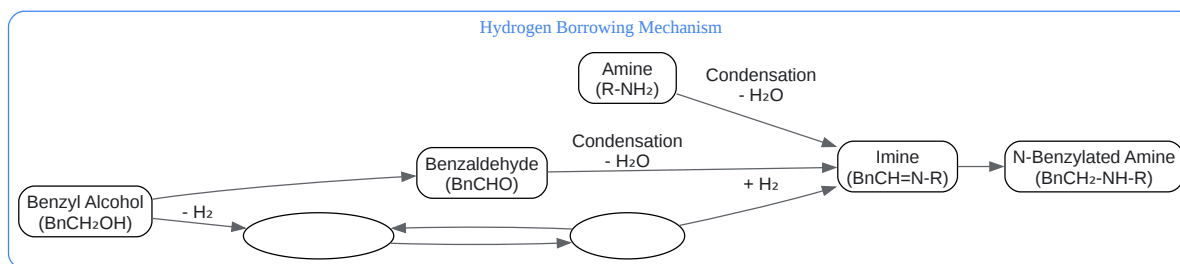 Hydrogen Borrowing Mechanism
Amine
(R-NH₂)
Condensation
- H₂O
Condensation
- H₂O
Benzaldehyde
(BnCHO)
Imine
(BnCH=N-R)
N-Benzylated Amine
(BnCH₂-NH-R)
+ H₂
Benzyl Alcohol
(BnCH₂OH)
- H₂